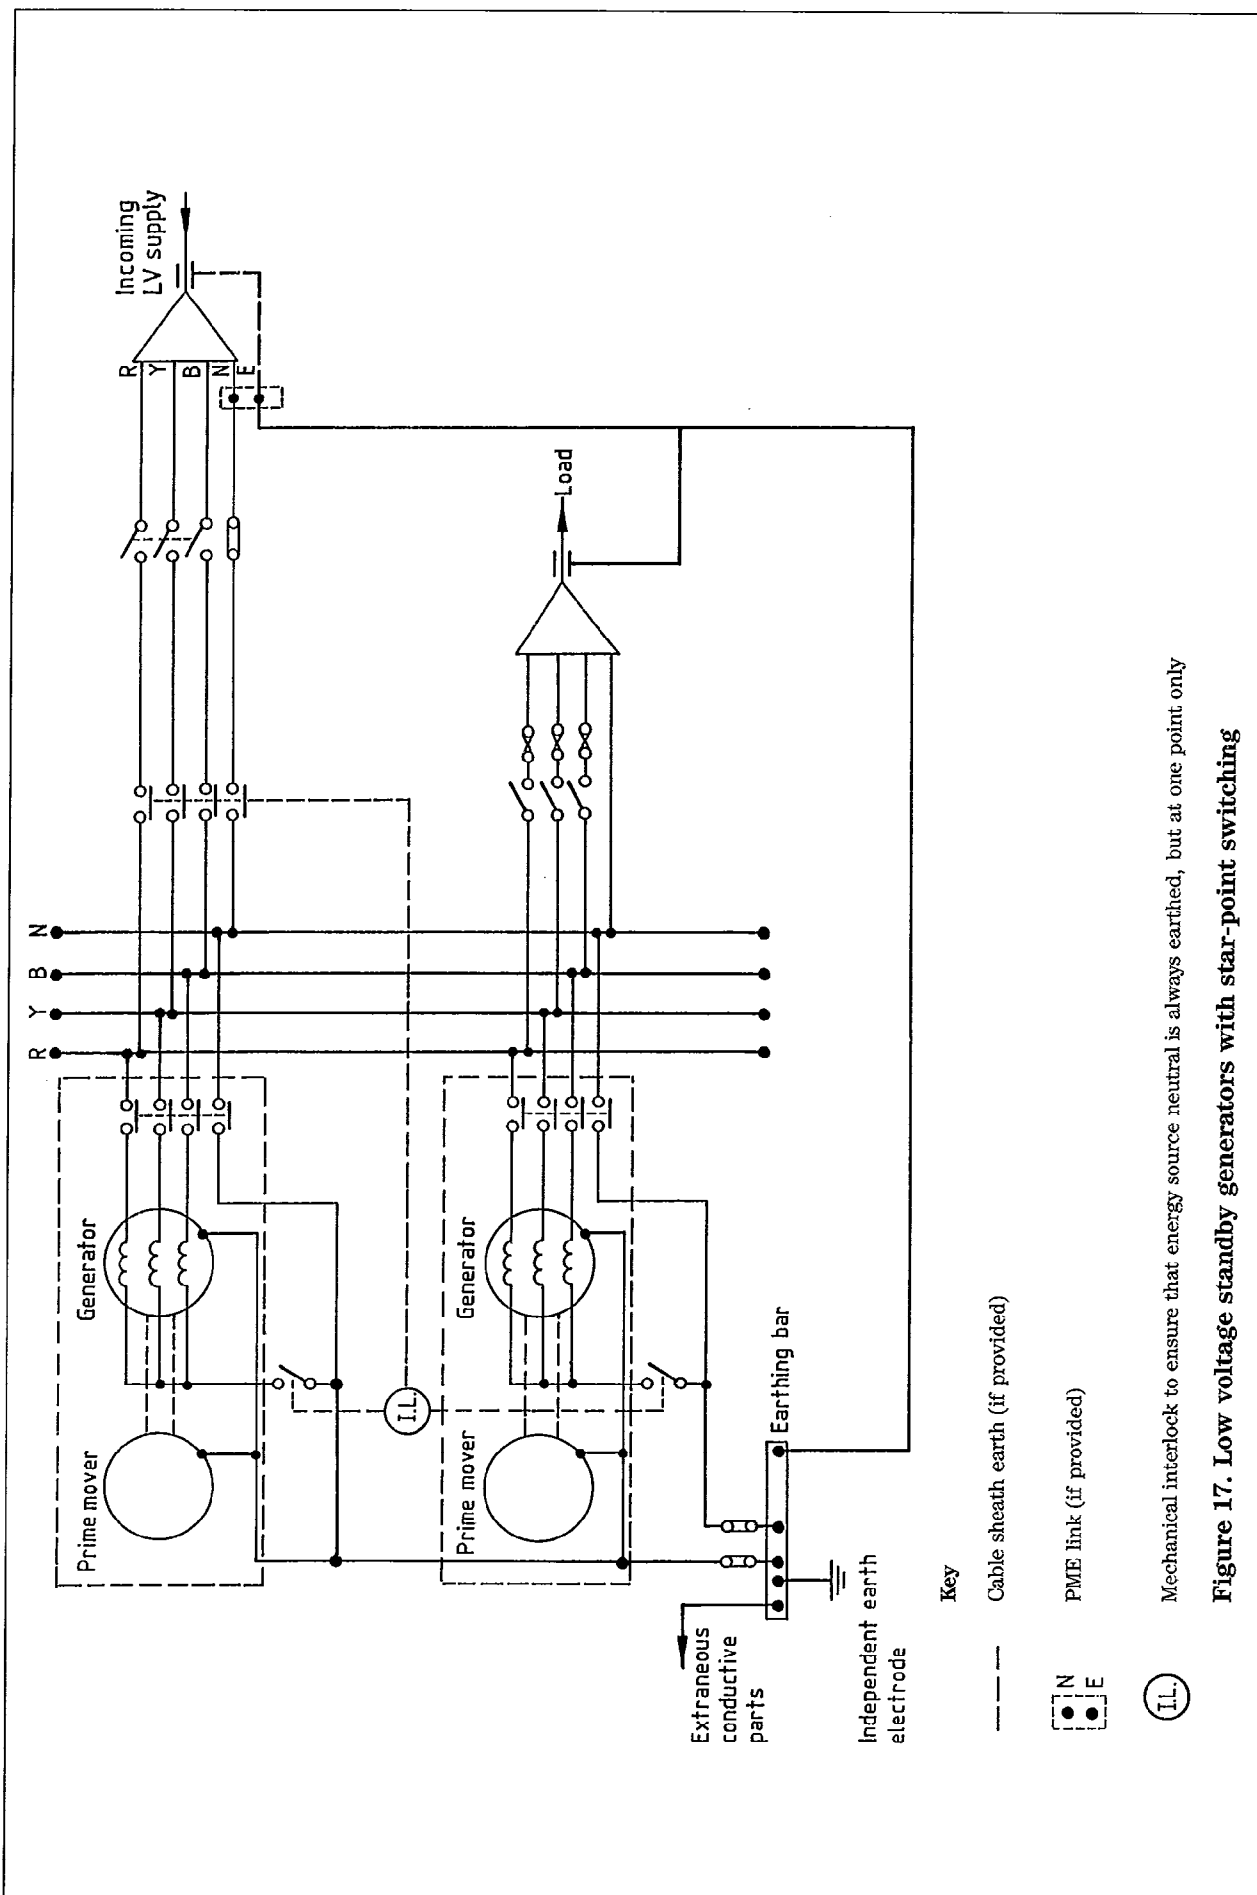 Incoming
LV supply
R
Y
B
N
E
R
Y
B
N
Load
Generator
Prime mover
I.L.
Generator
Prime mover
Earthing bar
Extraneous
conductive
parts
Independent earth
electrode
Key
Cable sheath earth (if provided)
N
E
PME link (if provided)
I.L.
Mechanical interlock to ensure that energy source neutral is always earthed, but at one point only
Figure 17. Low voltage standby generators with star-point switching